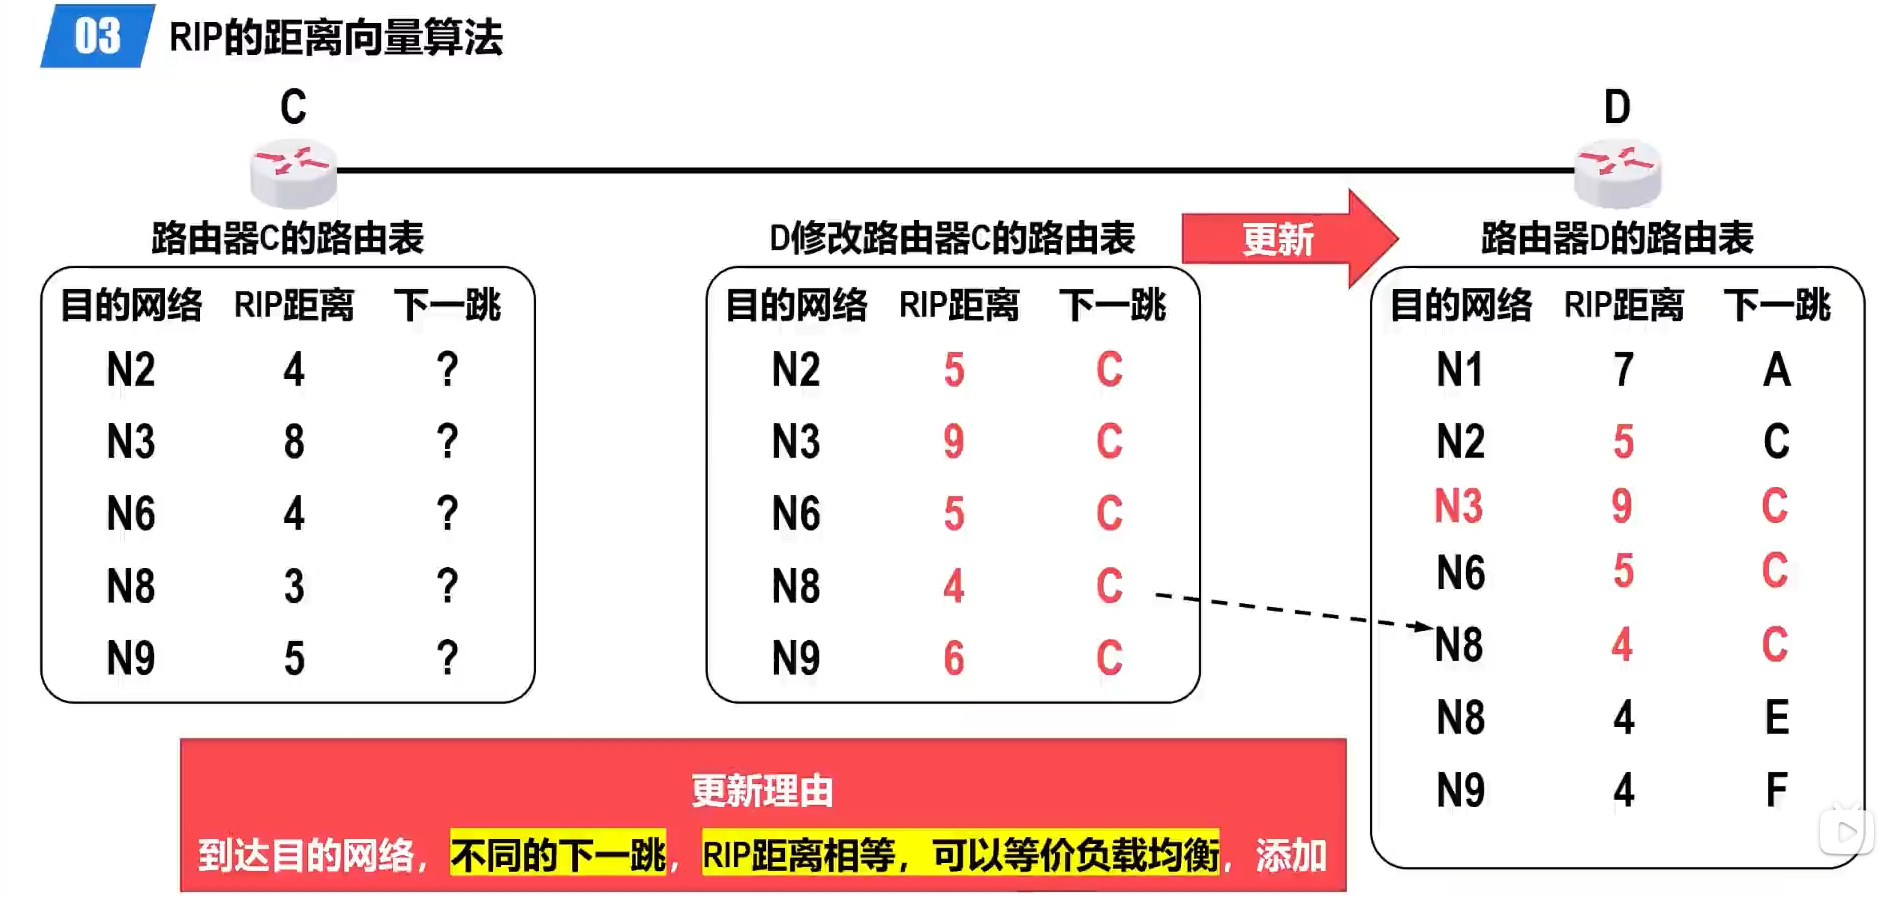 03 RIP的距离向量算法
C
D
路由器C的路由表
目的网络 RIP距离 下一跳
N2 4 ?
N3 8 ?
N6 4 ?
N8 3 ?
N9 5 ?
D修改路由器C的路由表
目的网络 RIP距离 下一跳
N2 5 C
N3 9 C
N6 5 C
N8 4 C
N9 6 C
更新
路由器D的路由表
目的网络 RIP距离 下一跳
N1 7 A
N2 5 C
N3 9 C
N6 5 C
N8 4 C
N8 4 E
N9 4 F
更新理由
到达目的网络，不同的下一跳，RIP距离相等，可以等价负载均衡，添加